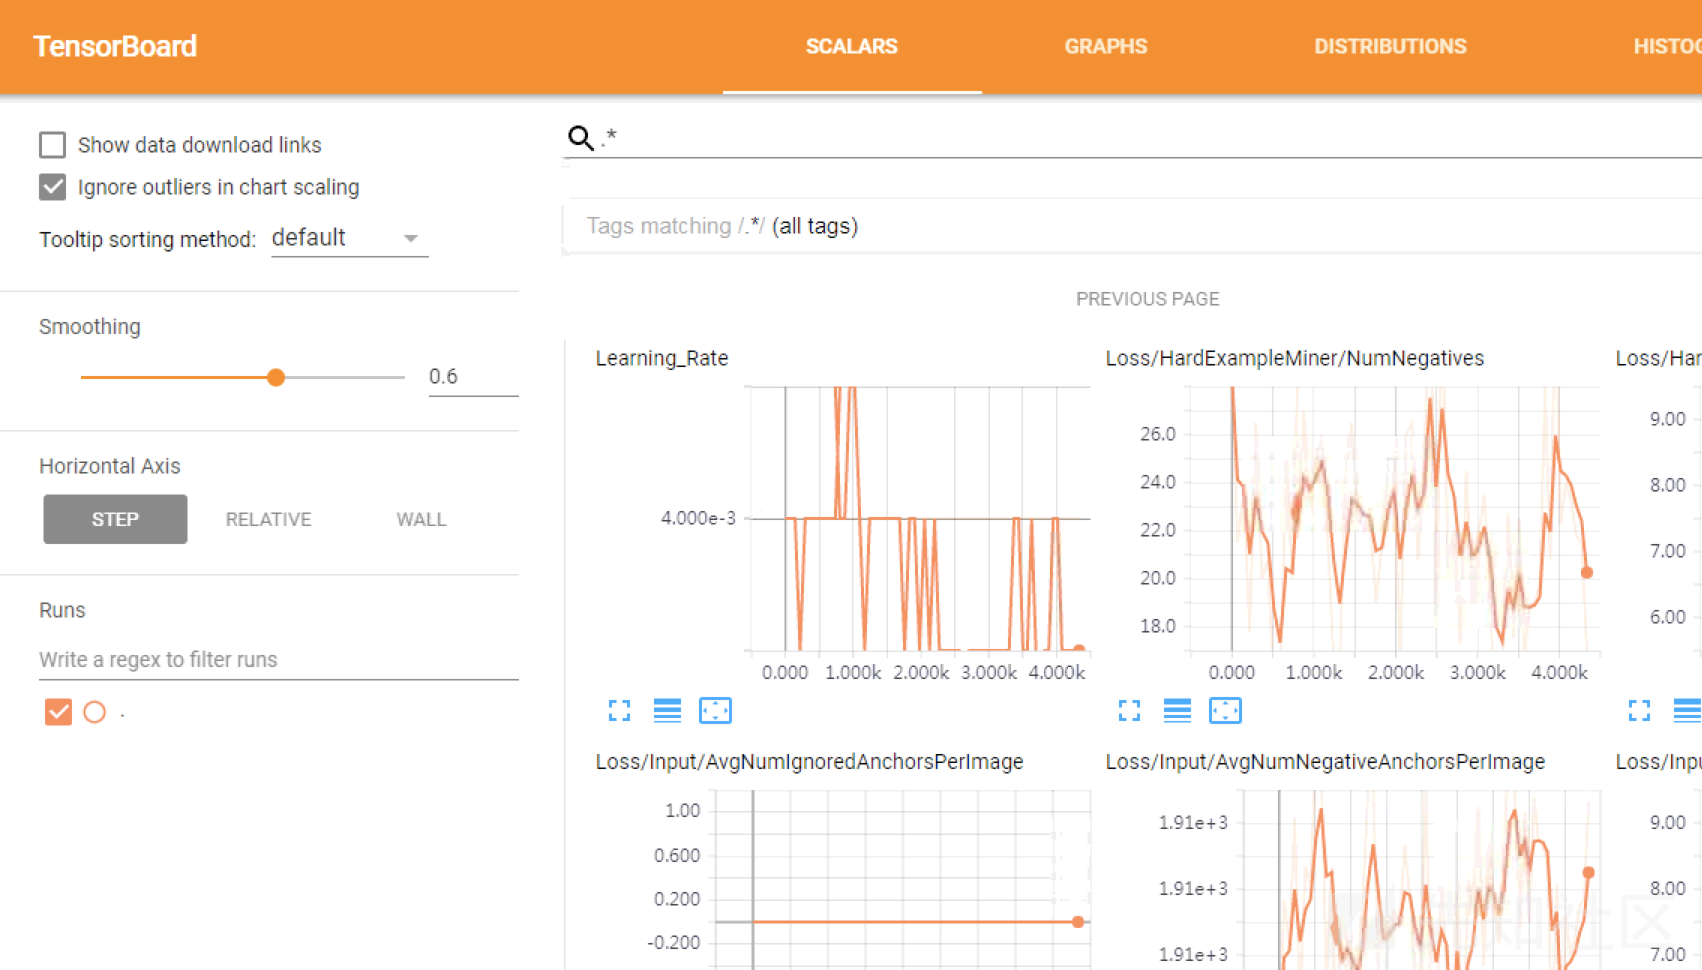 TensorBoard
SCALARS
GRAPHS
DISTRIBUTIONS
HISTOG
Show data download links
Ignore outliers in chart scaling
Tooltip sorting method: default
Smoothing
0.6
Horizontal Axis
STEP
RELATIVE
WALL
Runs
Write a regex to filter runs
.
.*
Tags matching /.*/ (all tags)
PREVIOUS PAGE
Learning_Rate
4.000e-3
0.000 1.000k 2.000k 3.000k 4.000k
Loss/HardExampleMiner/NumNegatives
26.0
24.0
22.0
20.0
18.0
0.000 1.000k 2.000k 3.000k 4.000k
Loss/Har
9.00
8.00
7.00
6.00
Loss/Input/AvgNumIgnoredAnchorsPerImage
1.00
0.600
0.200
-0.200
Loss/Input/AvgNumNegativeAnchorsPerImage
1.91e+3
1.91e+3
1.91e+3
Loss/Inpu
9.00
8.00
7.00